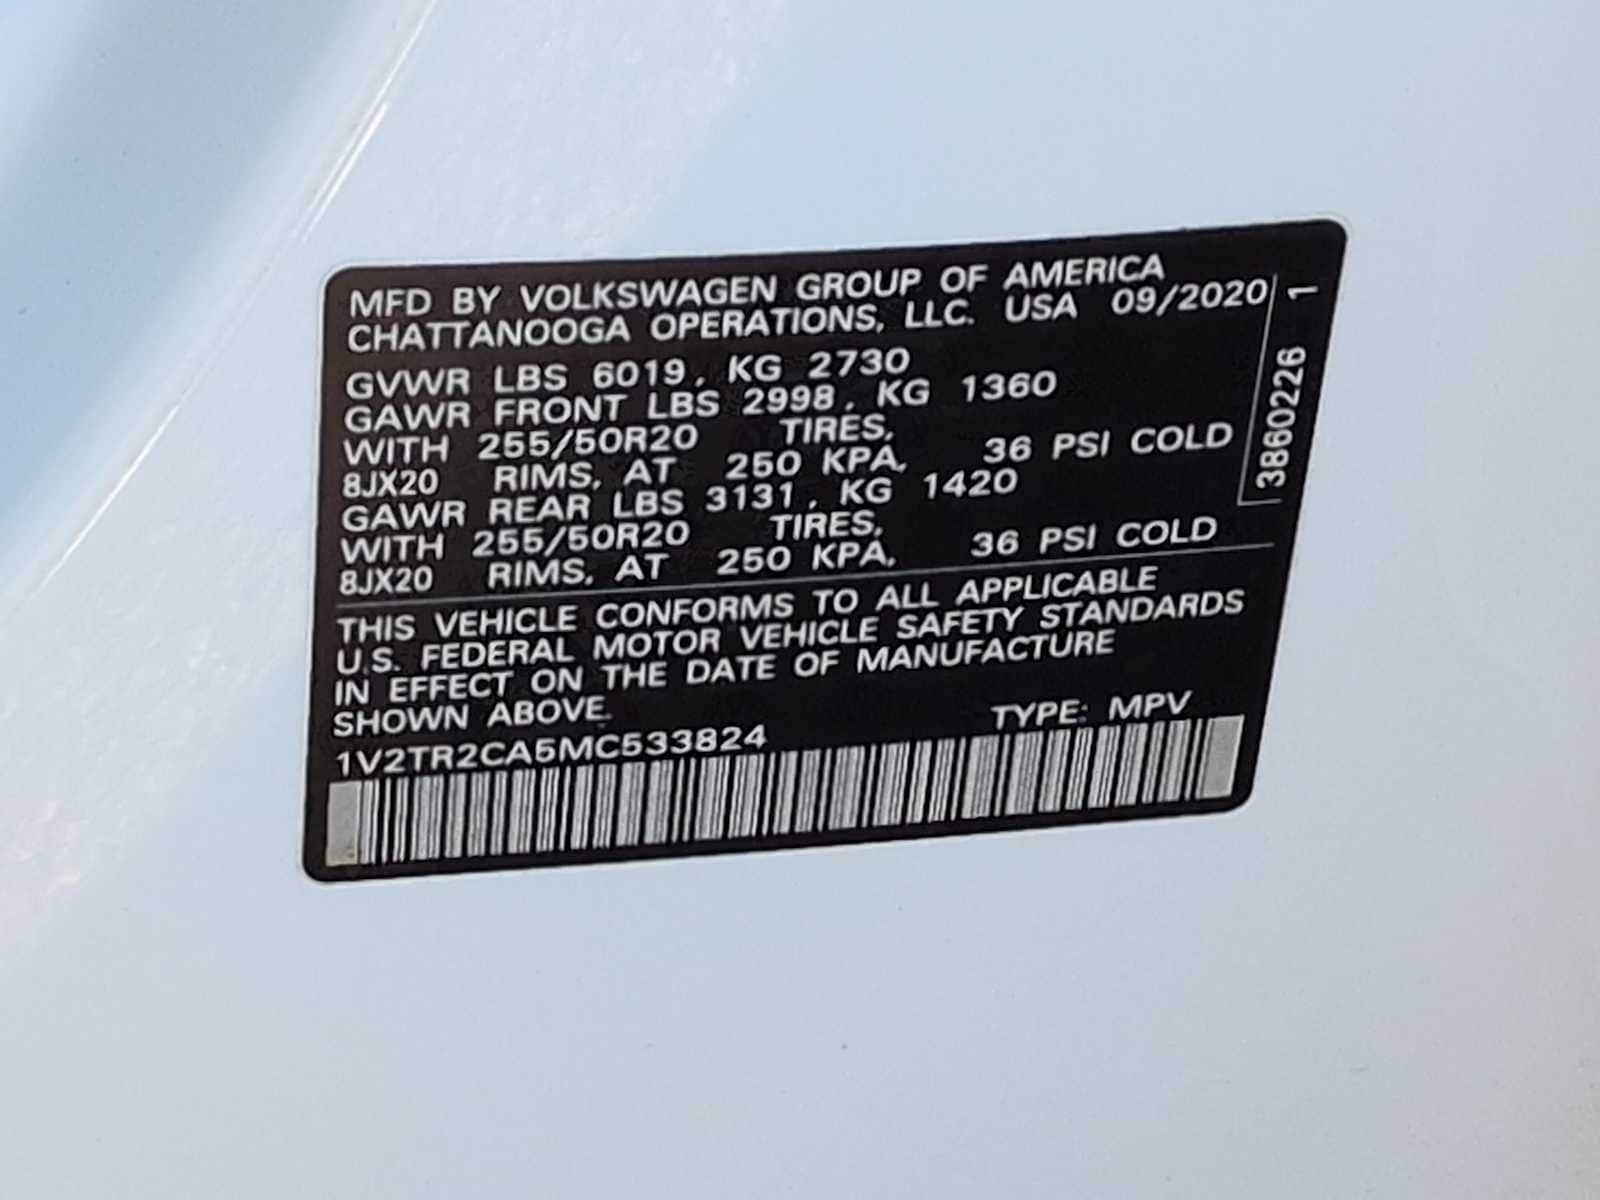 MFD BY VOLKSWAGEN GROUP OF AMERICA
CHATTANOOGA OPERATIONS, LLC. USA 09/2020
GVWR LBS 6019, KG 2730
GAWR FRONT LBS 2998, KG 1360
WITH 255/50R20 TIRES,
8JX20 RIMS, AT 250 KPA, 36 PSI COLD
GAWR REAR LBS 3131, KG 1420
WITH 255/50R20 TIRES,
8JX20 RIMS, AT 250 KPA, 36 PSI COLD
THIS VEHICLE CONFORMS TO ALL APPLICABLE
U.S. FEDERAL MOTOR VEHICLE SAFETY STANDARDS
IN EFFECT ON THE DATE OF MANUFACTURE
SHOWN ABOVE.
1V2TR2CA5MC533824 TYPE: MPV
3860226 1